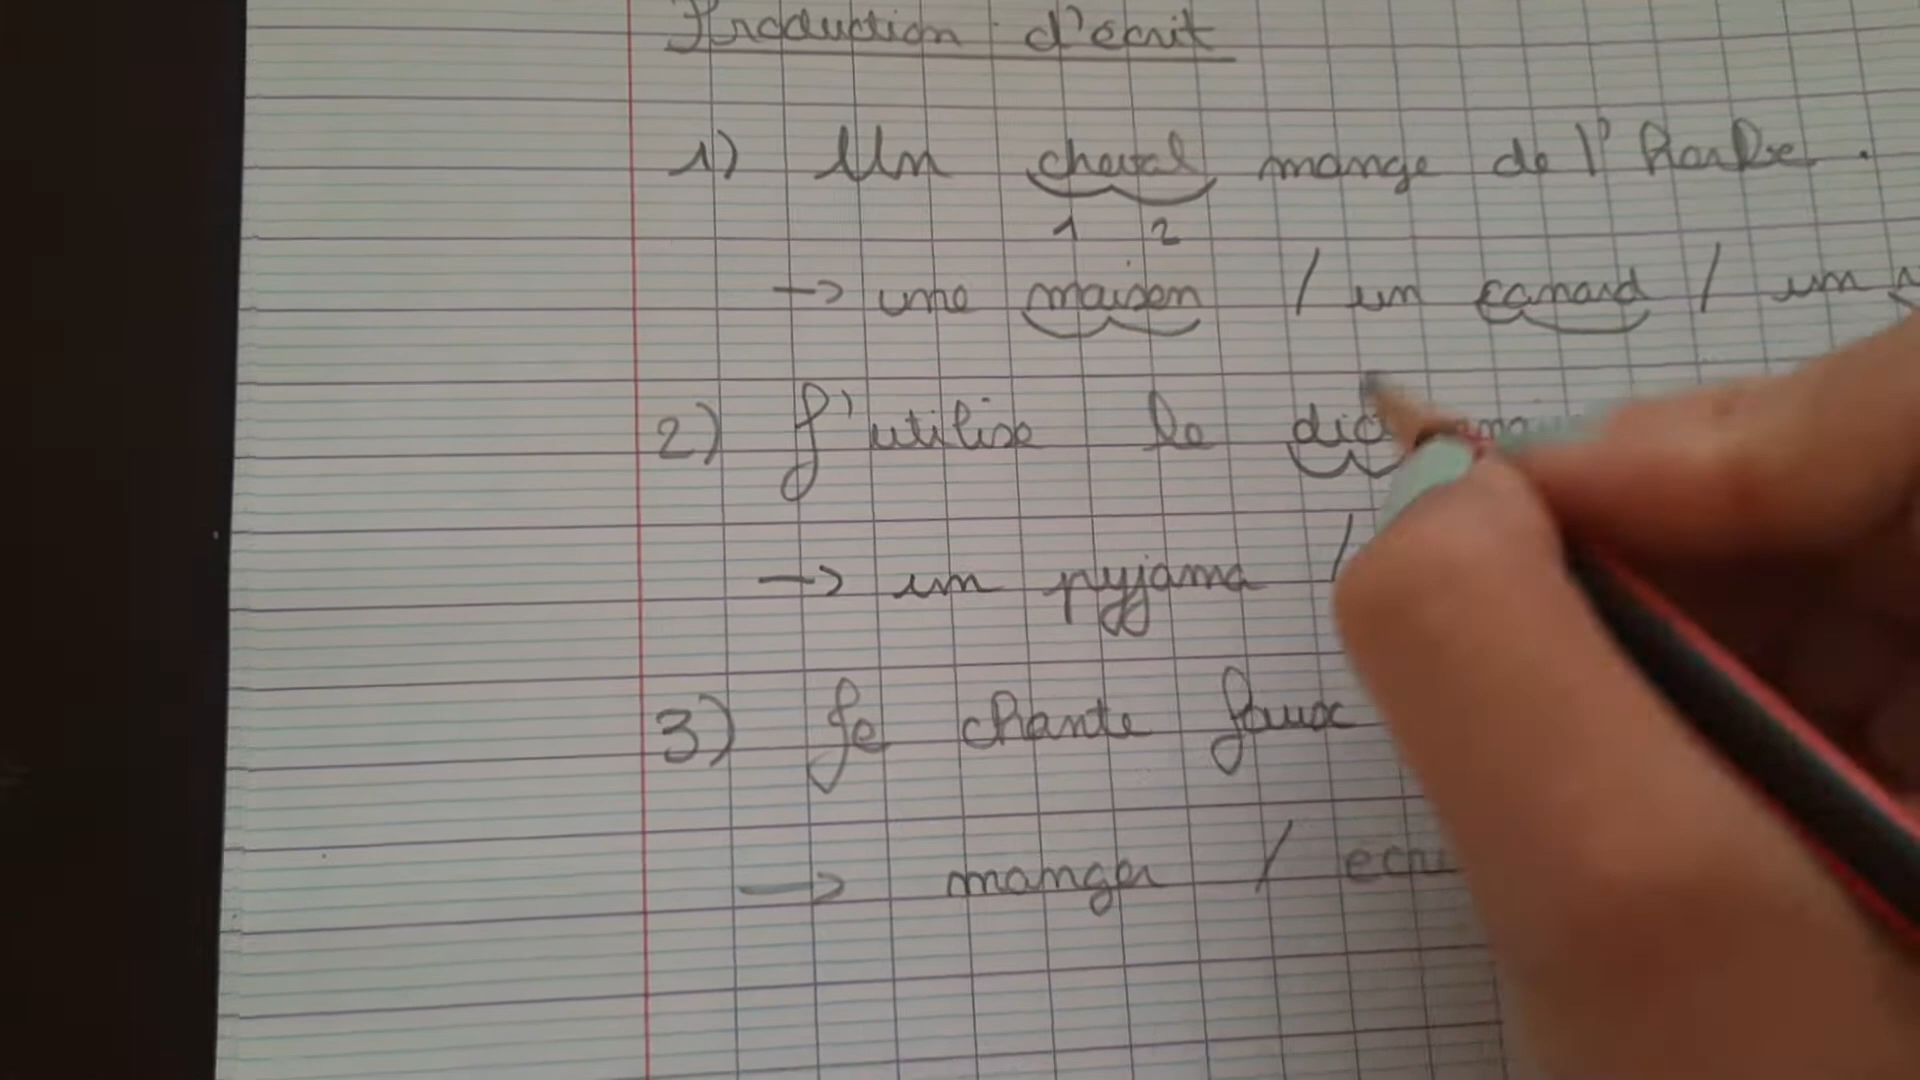 Production d'écrit
1) Un cheval mange de l'herbe.
1 2
→ une maison / un canard / un
2) J'utilise le
→ un pyjama /
3) Je chante faux
→ manger /